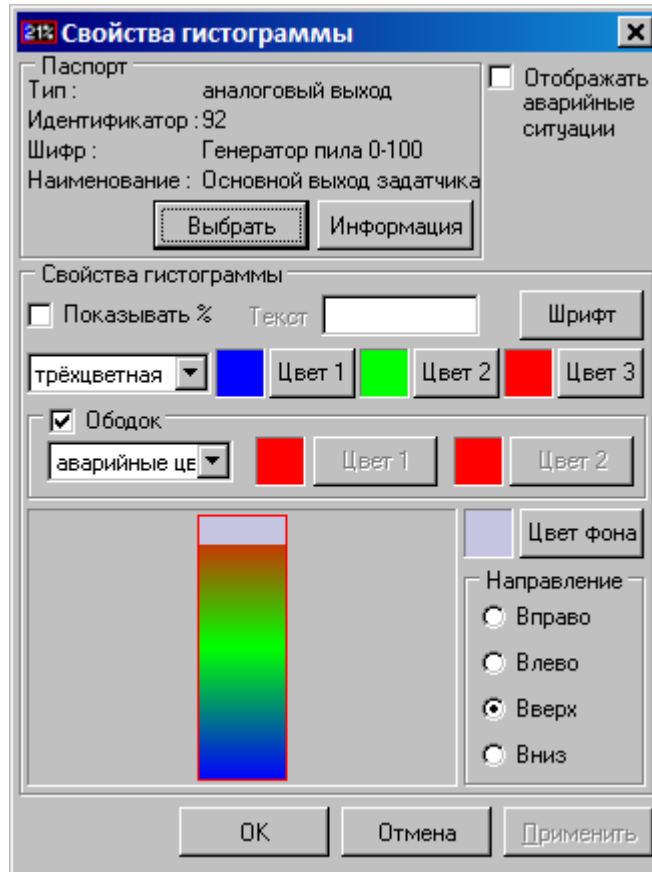 21% Свойства гистограммы
Паспорт
Тип : аналоговый выход
Идентификатор : 92
Шифр : Генератор пила 0-100
Наименование : Основной выход задатчика
Выбрать Информация
Отображать
аварийные
ситуации
Свойства гистограммы
Показывать % Текст Шрифт
трёхцветная Цвет 1 Цвет 2 Цвет 3
Ободок
аварийные цв Цвет 1 Цвет 2
Цвет фона
Направление
Вправо
Влево
Вверх
Вниз
OK Отмена Применить